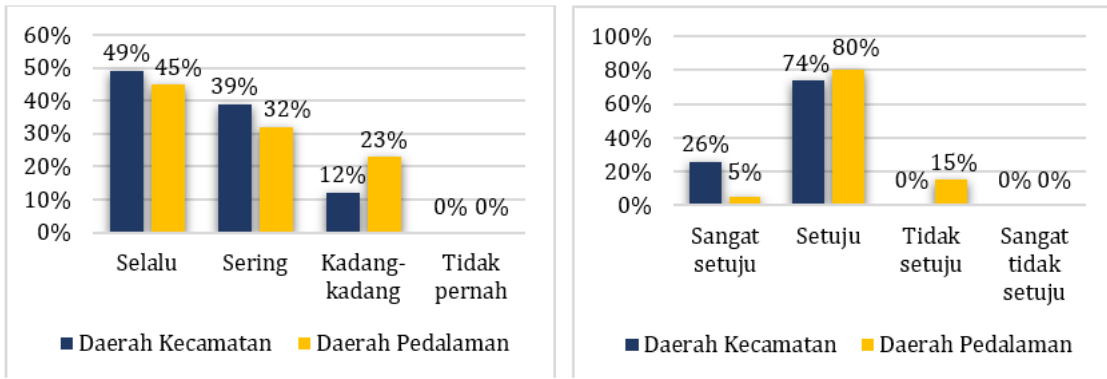 60%
50%
40%
30%
20%
10%
0%
49%
45%
39%
32%
12%
23%
0% 0%
Selalu
Sering
Kadang-
kadang
Tidak
pernah
Daerah Kecamatan
Daerah Pedalaman
100%
80%
60%
40%
20%
0%
26%
5%
74%
80%
0%
15%
0% 0%
Sangat
setuju
Setuju
Tidak
setuju
Sangat
tidak
setuju
Daerah Kecamatan
Daerah Pedalaman